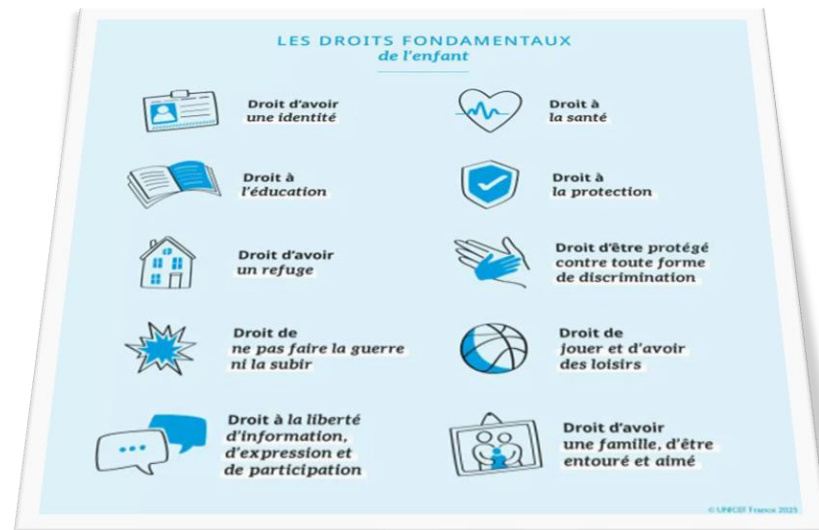 LES DROITS FONDAMENTAUX
de l'enfant
Droit d'avoir
une identité
Droit à
la santé
Droit à
l'éducation
Droit à
la protection
Droit d'avoir
un refuge
Droit d'être protégé
contre toute forme
de discrimination
Droit de
ne pas faire la guerre
ni la subir
Droit de
jouer et d'avoir
des loisirs
Droit à la liberté
d'information,
d'expression et
de participation
Droit d'avoir
une famille, d'être
entouré et aimé
© UNICEF France 2025